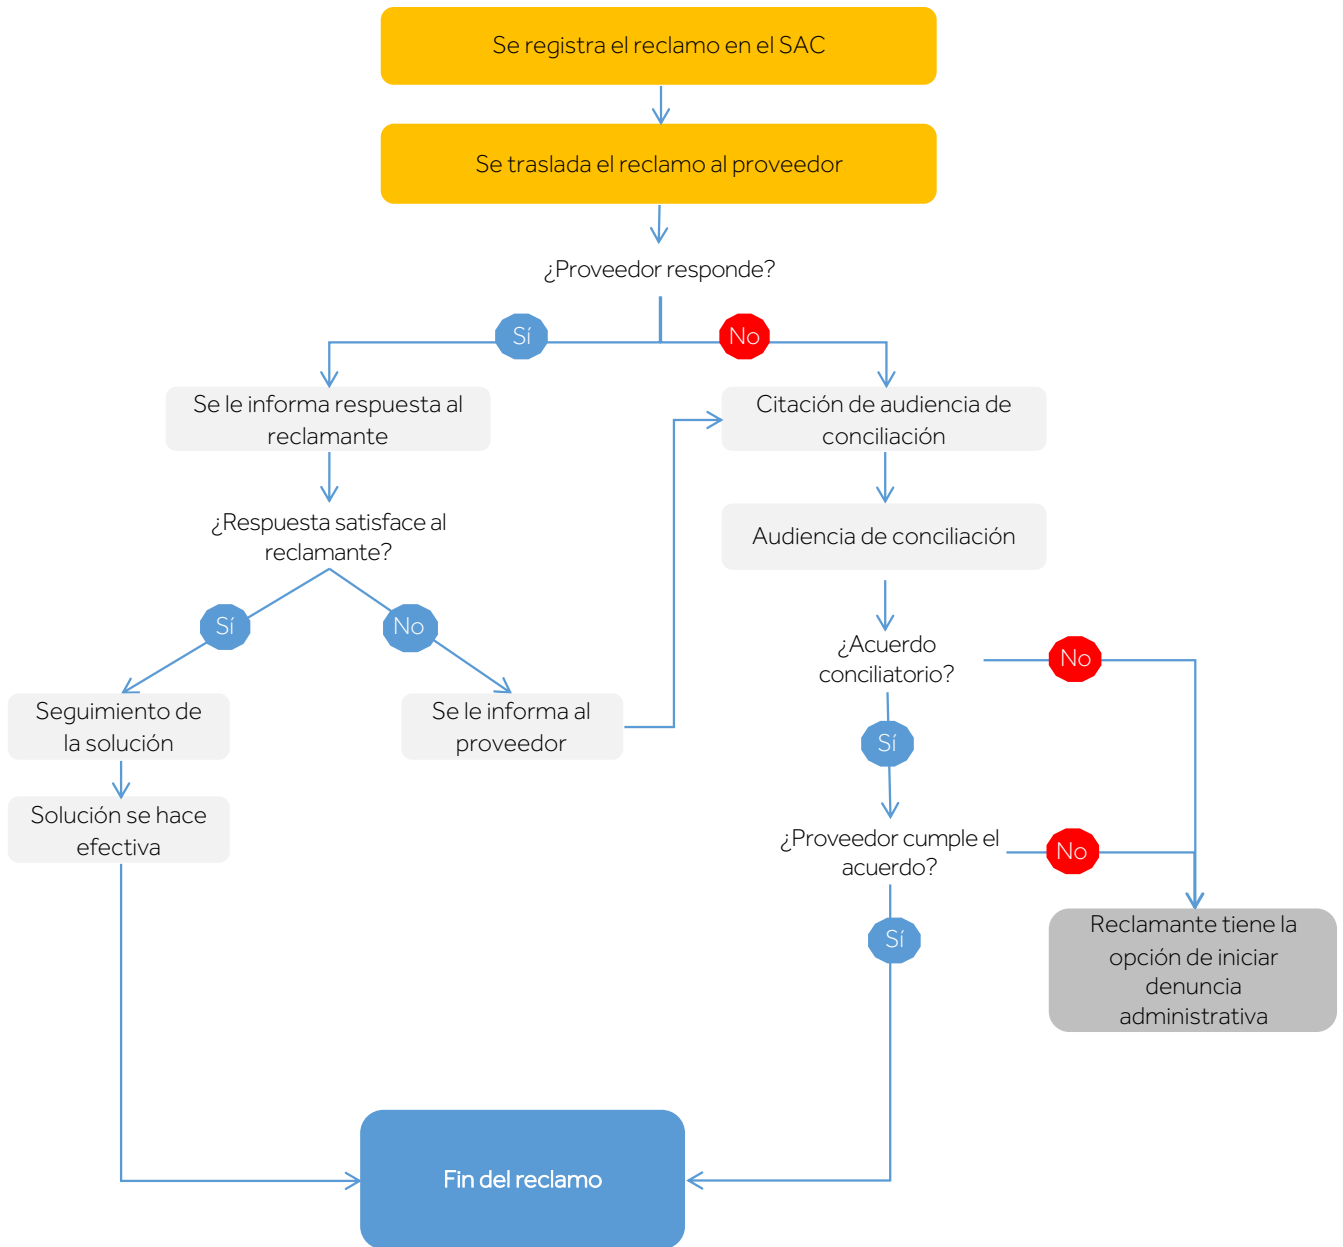 Se registra el reclamo en el SAC
Se traslada el reclamo al proveedor
¿Proveedor responde?
Sí
No
Se le informa respuesta al
reclamante
Citación de audiencia de
conciliación
¿Respuesta satisface al
reclamante?
Audiencia de conciliación
Sí
No
¿Acuerdo
conciliatorio?
No
Seguimiento de
la solución
Se le informa al
proveedor
Sí
Solución se hace
efectiva
¿Proveedor cumple el
acuerdo?
No
Sí
Reclamante tiene la
opción de iniciar
denuncia
administrativa
Fin del reclamo